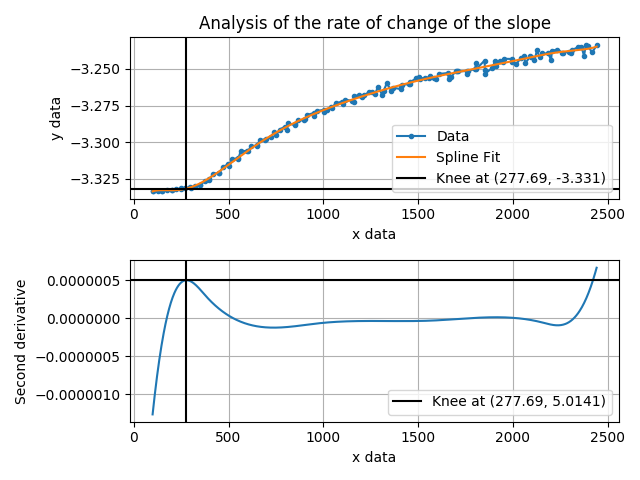 Analysis of the rate of change of the slope
y data
−3.250
−3.275
−3.300
−3.325
Data
Spline Fit
Knee at (277.69, -3.331)
0
500
1000
1500
2000
2500
x data
Second derivative
0.0000005
0.0000000
−0.0000005
−0.0000010
Knee at (277.69, 5.0141)
0
500
1000
1500
2000
2500
x data